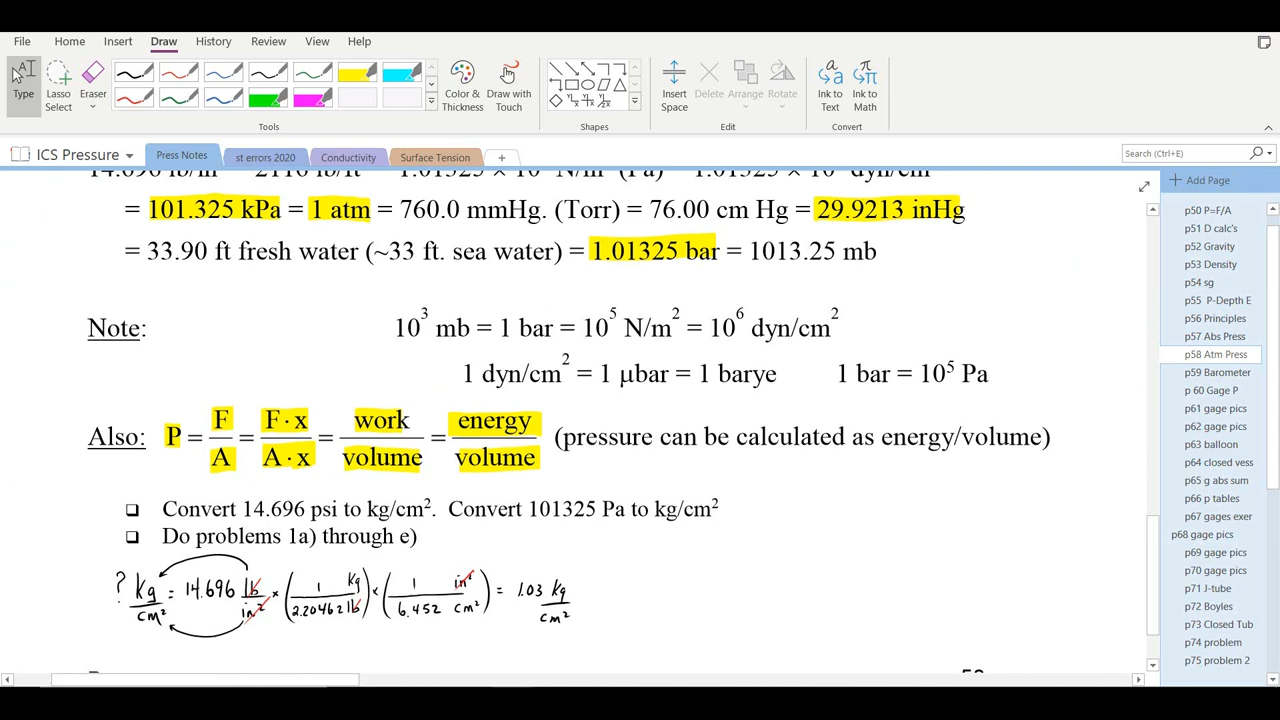 File Home Insert Draw History Review View Help
Type Lasso Select Eraser Color & Thickness Draw with Touch Insert Space Delete Arrange Rotate Ink to Text Ink to Math
Tools Shapes Edit Convert
ICS Pressure Press Notes st errors 2020 Conductivity Surface Tension + Search (Ctrl+E)
= 101.325 kPa = 1 atm = 760.0 mmHg. (Torr) = 76.00 cm Hg = 29.9213 inHg
= 33.90 ft fresh water (~33 ft. sea water) = 1.01325 bar = 1013.25 mb
Note: 10³ mb = 1 bar = 10⁵ N/m² = 10⁶ dyn/cm²
1 dyn/cm² = 1 μbar = 1 barye 1 bar = 10⁵ Pa
Also: P = F/A = F · x/A · x = work/volume = energy/volume (pressure can be calculated as energy/volume)
❑ Convert 14.696 psi to kg/cm². Convert 101325 Pa to kg/cm²
❑ Do problems 1a) through e)
? Kg/cm² = 14.696 lb/in² × (1 Kg/2.20462 lb) × (1 in²/6.452 cm²) = 1.03 Kg/cm²
+ Add Page
p50 P=F/A
p51 D calc's
p52 Gravity
p53 Density
p54 sg
p55 P-Depth E
p56 Principles
p57 Abs Press
p58 Atm Press
p59 Barometer
p 60 Gage P
p61 gage pics
p62 gage pics
p63 balloon
p64 closed vess
p65 g abs sum
p66 p tables
p67 gages exer
p68 gage pics
p69 gage pics
p70 gage pics
p71 J-tube
p72 Boyles
p73 Closed Tub
p74 problem
p75 problem 2